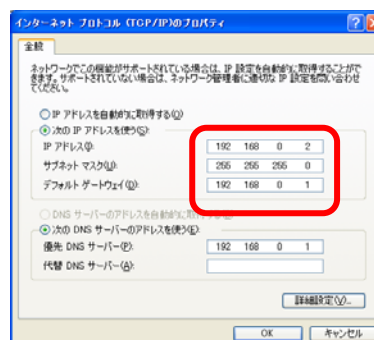 インターネット プロトコル (TCP/IP)のプロパティ
全般
ネットワークでこの機能がサポートされている場合は、IP 設定を自動的に取得することがで
きます。サポートされていない場合は、ネットワーク管理者に適切な IP 設定を問い合わせ
てください。
IP アドレスを自動的に取得する(O)
次の IP アドレスを使う(S):
IP アドレス(I): 192 168 0 2
サブネット マスク(U): 255 255 255 0
デフォルト ゲートウェイ(D): 192 168 0 1
DNS サーバーのアドレスを自動的に取得する(B)
次の DNS サーバーのアドレスを使う(E):
優先 DNS サーバー(P): 192 168 0 1
代替 DNS サーバー(A):
詳細設定(V)...
OK キャンセル